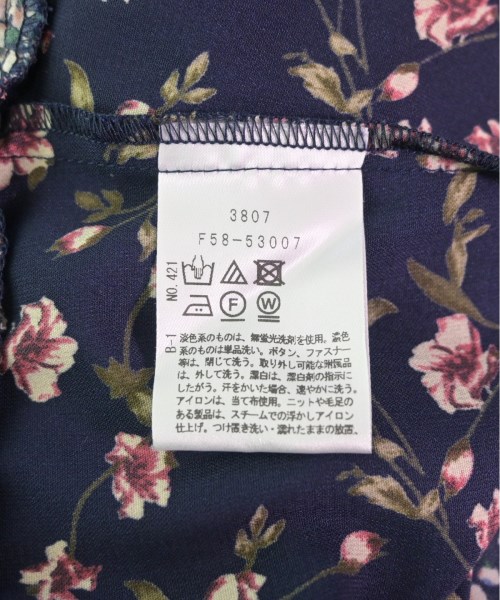 3807
F58-53007
F
W
NO.421
B-1
淡色系のものは、無蛍光洗剤を使用。濃色
系のものは単品洗い。ボタン、ファスナー
等は、閉じて洗う。取り外し可能な附属品
は、外して洗う。漂白は、漂白剤の指示に
したがう。汗をかいた場合、速やかに洗う。
アイロンは、当て布使用。ニットや毛足の
ある製品は、スチームでの浮かしアイロン
仕上げ。つけ置き洗い・濡れたままの放置、